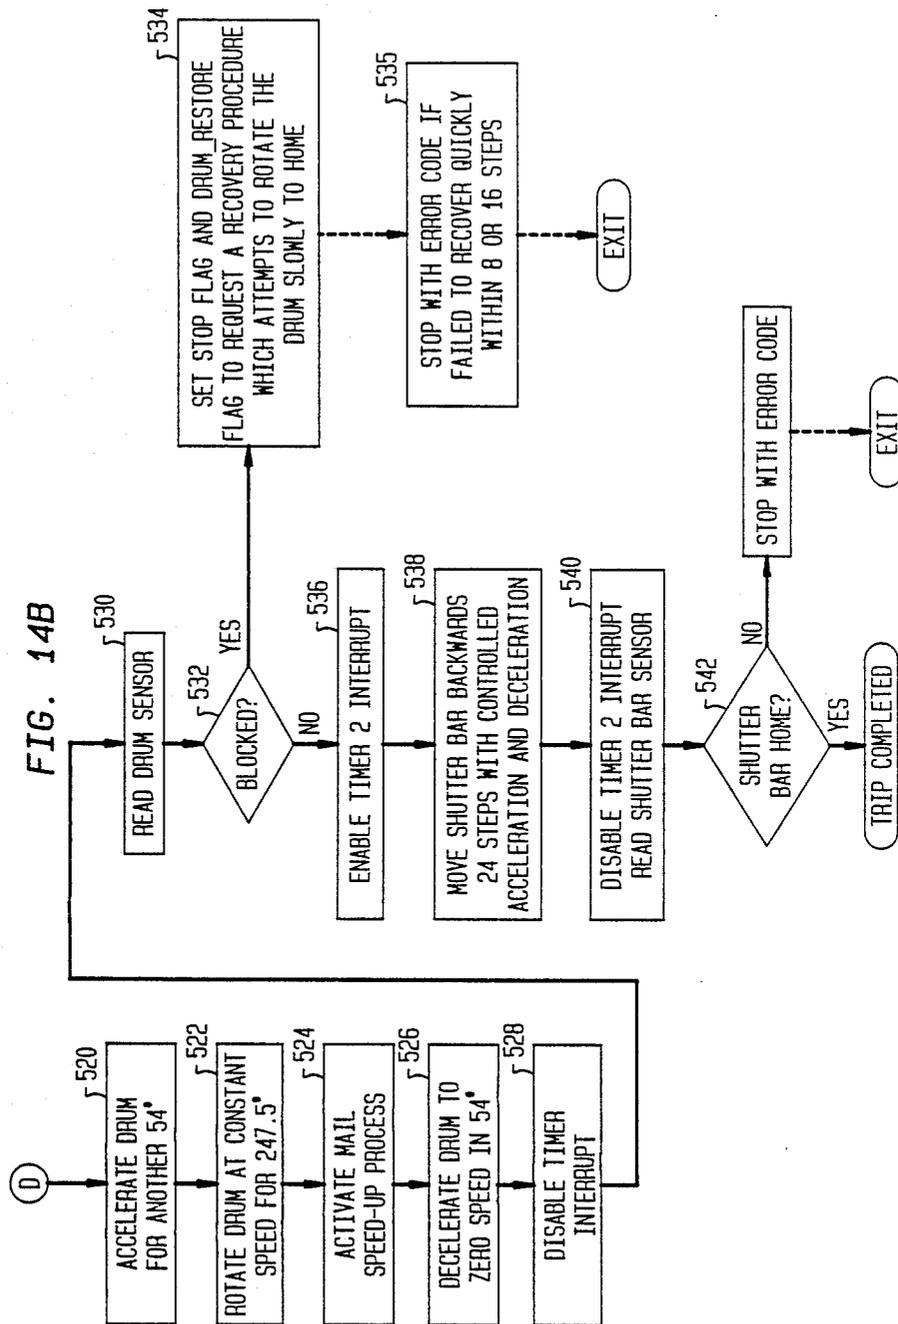 FIG. 14B
D
520
ACCELERATE DRUM
FOR ANOTHER 54°
522
ROTATE DRUM AT CONSTANT
SPEED FOR 247.5°
524
ACTIVATE MAIL
SPEED-UP PROCESS
526
DECELERATE DRUM TO
ZERO SPEED IN 54°
528
DISABLE TIMER
INTERRUPT
530
READ DRUM SENSOR
532
BLOCKED?
YES
NO
534
SET STOP FLAG AND DRUM_RESTORE
FLAG TO REQUEST A RECOVERY PROCEDURE
WHICH ATTEMPTS TO ROTATE THE
DRUM SLOWLY TO HOME
535
STOP WITH ERROR CODE IF
FAILED TO RECOVER QUICKLY
WITHIN 8 OR 16 STEPS
EXIT
536
ENABLE TIMER 2 INTERRUPT
538
MOVE SHUTTER BAR BACKWARDS
24 STEPS WITH CONTROLLED
ACCELERATION AND DECELERATION
540
DISABLE TIMER 2 INTERRUPT
READ SHUTTER BAR SENSOR
542
SHUTTER
BAR HOME?
NO
YES
STOP WITH ERROR CODE
EXIT
TRIP COMPLETED